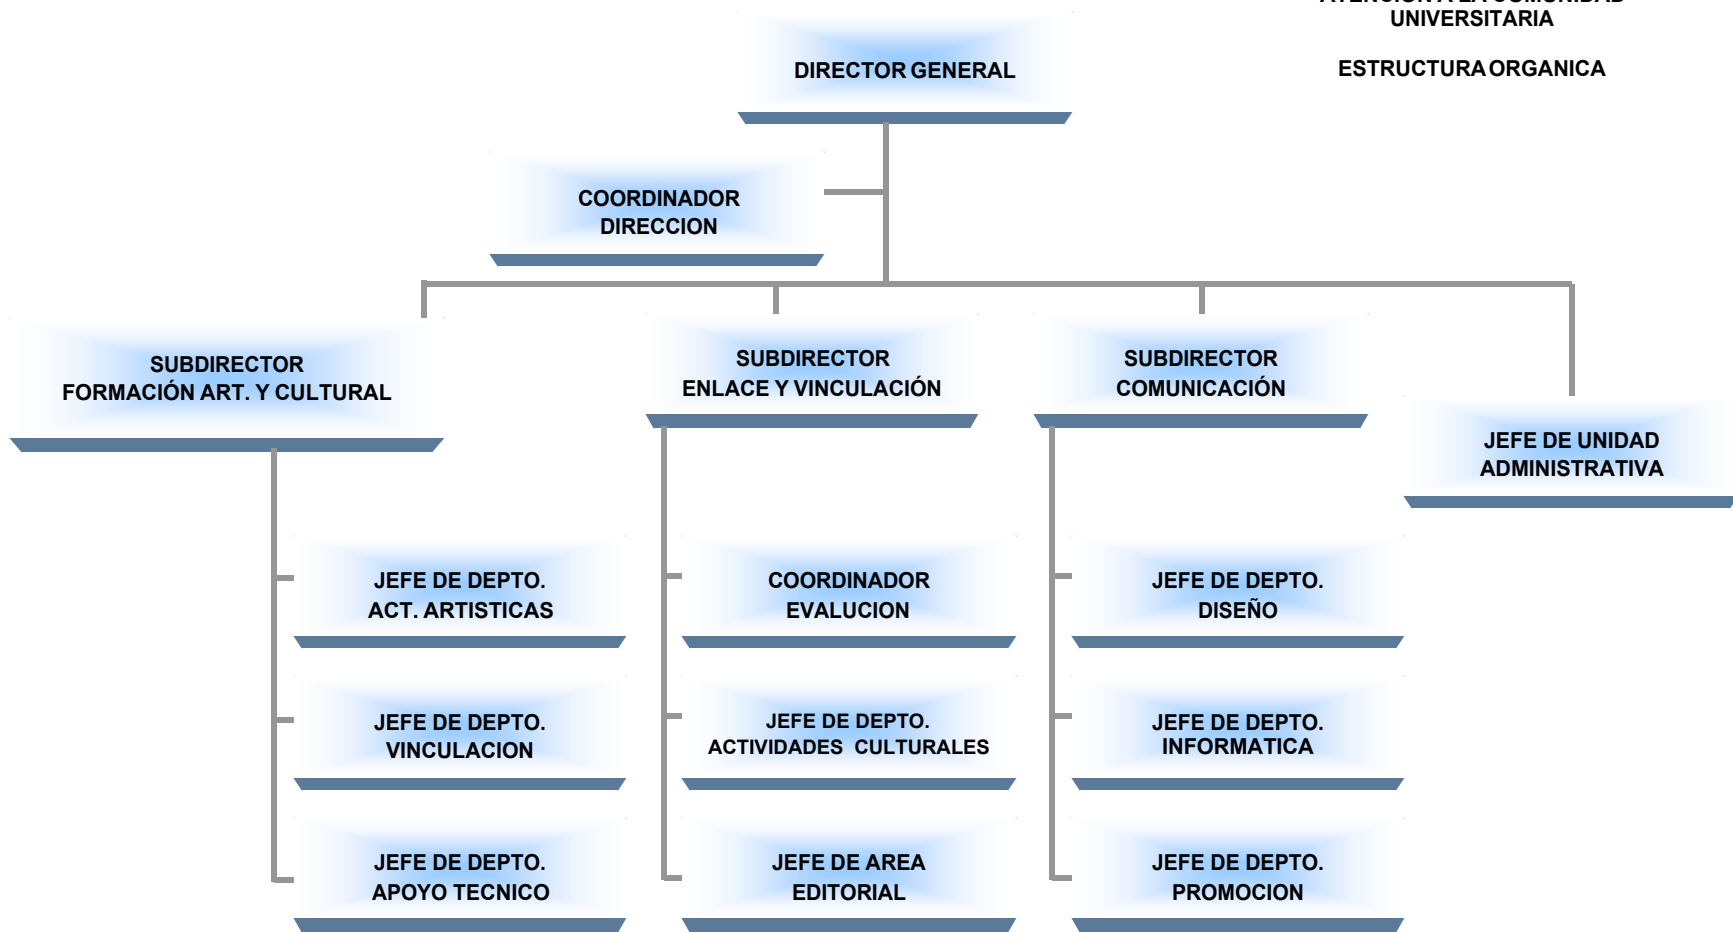 ATENCION A LA COMUNIDAD
UNIVERSITARIA
ESTRUCTURA ORGANICA
DIRECTOR GENERAL
COORDINADOR
DIRECCION
SUBDIRECTOR
FORMACIÓN ART. Y CULTURAL
SUBDIRECTOR
ENLACE Y VINCULACIÓN
SUBDIRECTOR
COMUNICACIÓN
JEFE DE UNIDAD
ADMINISTRATIVA
JEFE DE DEPTO.
ACT. ARTISTICAS
COORDINADOR
EVALUCION
JEFE DE DEPTO.
DISEÑO
JEFE DE DEPTO.
VINCULACION
JEFE DE DEPTO.
ACTIVIDADES CULTURALES
JEFE DE DEPTO.
INFORMATICA
JEFE DE DEPTO.
APOYO TECNICO
JEFE DE AREA
EDITORIAL
JEFE DE DEPTO.
PROMOCION